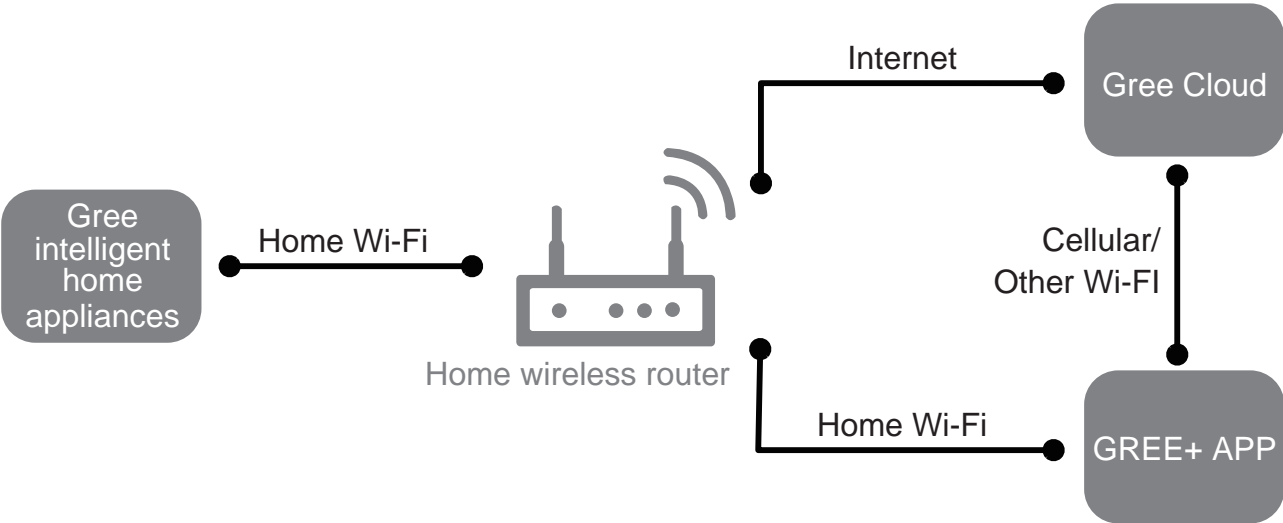 Internet
Gree Cloud
Gree
intelligent
home
appliances
Home Wi-Fi
Cellular/
Other Wi-FI
Home wireless router
Home Wi-Fi
GREE+ APP